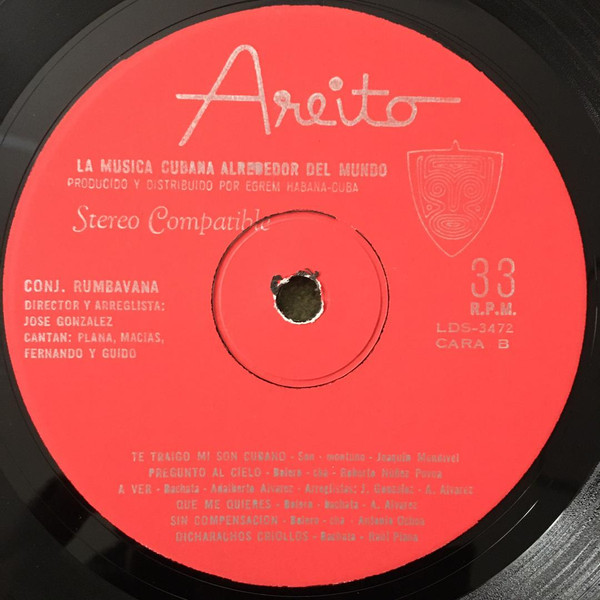 Areito
LA MUSICA CUBANA ALREDEDOR DEL MUNDO
PRODUCIDO Y DISTRIBUIDO POR EGREM HABANA-CUBA
Stereo Compatible
CONJ. RUMBAVANA
DIRECTOR Y ARREGLISTA:
JOSE GONZALEZ
CANTAN: PLANA, MACIAS,
FERNANDO Y GUIDO
33
R.P.M.
LDS-3472
CARA B
TE TRAIGO MI SON CUBANO - Son - montuno - Joaquín Mendivel
PREGUNTO AL CIELO - Bolero - cha - Roberto Núñez
A VER - Bachata - Adalberto Alvarez - Arreglistas: J. González - A. Alvarez
QUE ME QUIERES - Bolero - Bachata - A. Alvarez
SIN COMPENSACION - Bolero - cha - Antonio Ochoa
DICHARACHOS CRIOLLOS - Bachata - Raúl